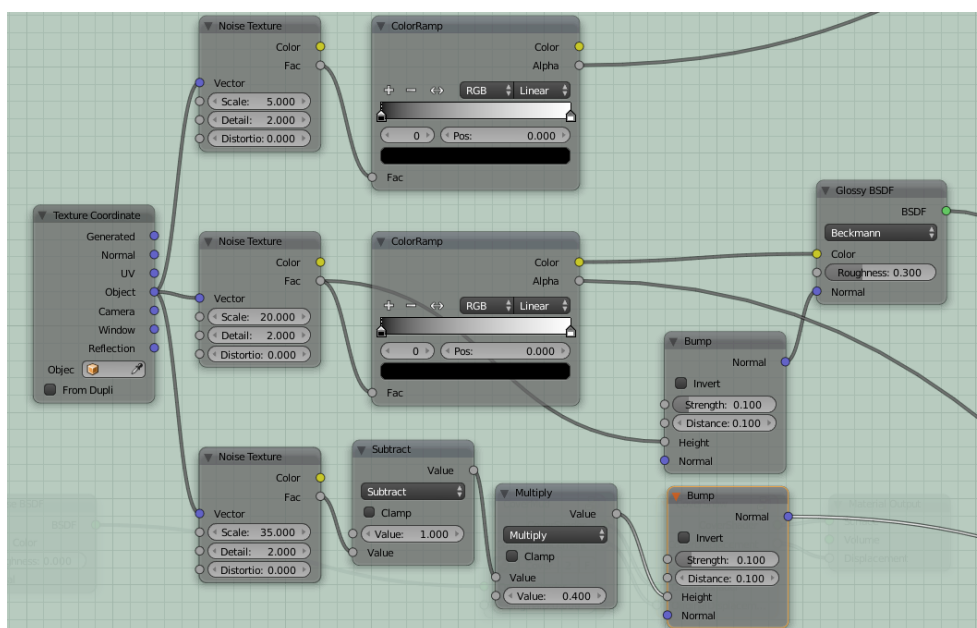 Noise Texture
Color
Fac
Vector
Scale: 5.000
Detail: 2.000
Distortio: 0.000
ColorRamp
Color
Alpha
RGB
Linear
0
Pos: 0.000
Fac
Texture Coordinate
Generated
Normal
UV
Object
Camera
Window
Reflection
Objec
From Dupli
Noise Texture
Color
Fac
Vector
Scale: 20.000
Detail: 2.000
Distortio: 0.000
ColorRamp
Color
Alpha
RGB
Linear
0
Pos: 0.000
Fac
Glossy BSDF
BSDF
Beckmann
Color
Roughness: 0.300
Normal
Bump
Normal
Invert
Strength: 0.100
Distance: 0.100
Height
Normal
Noise Texture
Color
Fac
Vector
Scale: 35.000
Detail: 2.000
Distortio: 0.000
Subtract
Value
Subtract
Clamp
Value: 1.000
Value
Multiply
Value
Multiply
Clamp
Value
Value: 0.400
Bump
Normal
Invert
Strength: 0.100
Distance: 0.100
Height
Normal
BSDF
Color
Volume